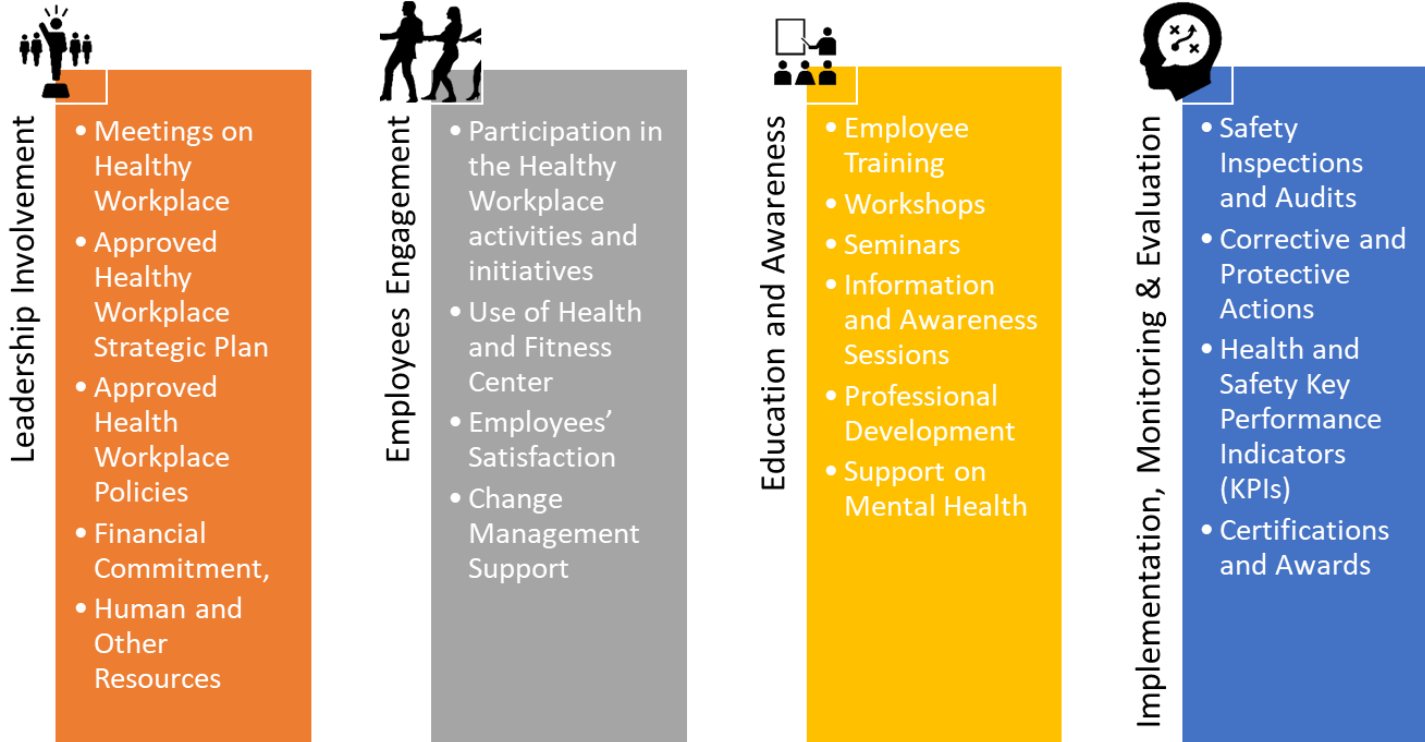 Leadership Involvement
• Meetings on
Healthy
Workplace
• Approved
Healthy
Workplace
Strategic Plan
• Approved
Health
Workplace
Policies
• Financial
Commitment,
• Human and
Other
Resources
Employees Engagement
• Participation in
the Healthy
Workplace
activities and
initiatives
• Use of Health
and Fitness
Center
• Employees’
Satisfaction
• Change
Management
Support
Education and Awareness
• Employee
Training
• Workshops
• Seminars
• Information
and Awareness
Sessions
• Professional
Development
• Support on
Mental Health
Implementation, Monitoring & Evaluation
• Safety
Inspections
and Audits
• Corrective and
Protective
Actions
• Health and
Safety Key
Performance
Indicators
(KPIs)
• Certifications
and Awards